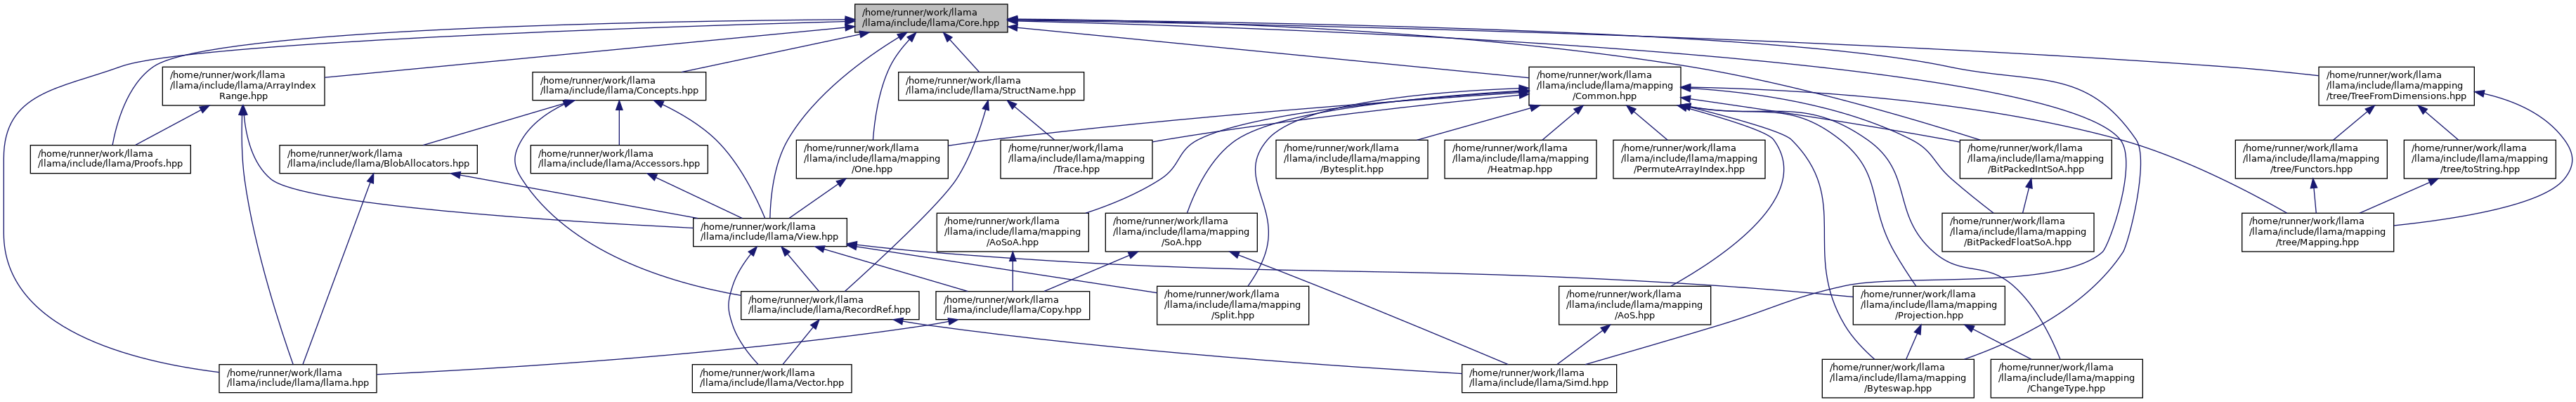 /home/runner/work/llama
/llama/include/llama/Core.hpp
/home/runner/work/llama
/llama/include/llama/ArrayIndex
Range.hpp
/home/runner/work/llama
/llama/include/llama/Concepts.hpp
/home/runner/work/llama
/llama/include/llama/StructName.hpp
/home/runner/work/llama
/llama/include/llama/mapping
/Common.hpp
/home/runner/work/llama
/llama/include/llama/mapping
/tree/TreeFromDimensions.hpp
/home/runner/work/llama
/llama/include/llama/Proofs.hpp
/home/runner/work/llama
/llama/include/llama/BlobAllocators.hpp
/home/runner/work/llama
/llama/include/llama/Accessors.hpp
/home/runner/work/llama
/llama/include/llama/mapping
/One.hpp
/home/runner/work/llama
/llama/include/llama/mapping
/Trace.hpp
/home/runner/work/llama
/llama/include/llama/mapping
/Bytesplit.hpp
/home/runner/work/llama
/llama/include/llama/mapping
/Heatmap.hpp
/home/runner/work/llama
/llama/include/llama/mapping
/PermuteArrayIndex.hpp
/home/runner/work/llama
/llama/include/llama/mapping
/BitPackedIntSoA.hpp
/home/runner/work/llama
/llama/include/llama/mapping
/tree/Functors.hpp
/home/runner/work/llama
/llama/include/llama/mapping
/tree/toString.hpp
/home/runner/work/llama
/llama/include/llama/View.hpp
/home/runner/work/llama
/llama/include/llama/mapping
/AoSoA.hpp
/home/runner/work/llama
/llama/include/llama/mapping
/SoA.hpp
/home/runner/work/llama
/llama/include/llama/mapping
/BitPackedFloatSoA.hpp
/home/runner/work/llama
/llama/include/llama/mapping
/tree/Mapping.hpp
/home/runner/work/llama
/llama/include/llama/RecordRef.hpp
/home/runner/work/llama
/llama/include/llama/Copy.hpp
/home/runner/work/llama
/llama/include/llama/mapping
/Split.hpp
/home/runner/work/llama
/llama/include/llama/mapping
/AoS.hpp
/home/runner/work/llama
/llama/include/llama/mapping
/Projection.hpp
/home/runner/work/llama
/llama/include/llama/llama.hpp
/home/runner/work/llama
/llama/include/llama/Vector.hpp
/home/runner/work/llama
/llama/include/llama/Simd.hpp
/home/runner/work/llama
/llama/include/llama/mapping
/Byteswap.hpp
/home/runner/work/llama
/llama/include/llama/mapping
/ChangeType.hpp